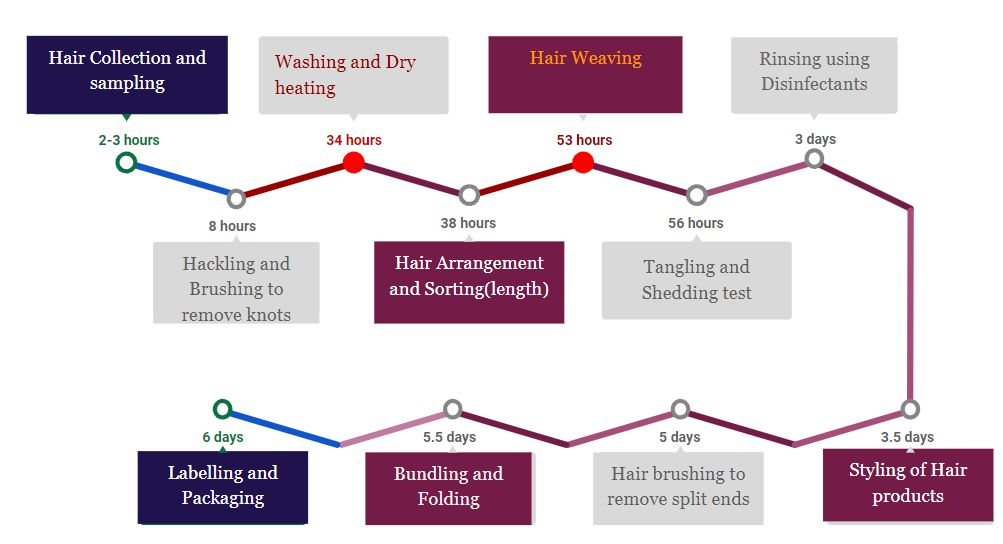 Hair Collection and
sampling
2-3 hours
8 hours
Hackling and
Brushing to
remove knots
Washing and Dry
heating
34 hours
38 hours
Hair Arrangement
and Sorting(length)
Hair Weaving
53 hours
56 hours
Tangling and
Shedding test
Rinsing using
Disinfectants
3 days
3.5 days
Styling of Hair
products
5 days
Hair brushing to
remove split ends
5.5 days
Bundling and
Folding
6 days
Labelling and
Packaging